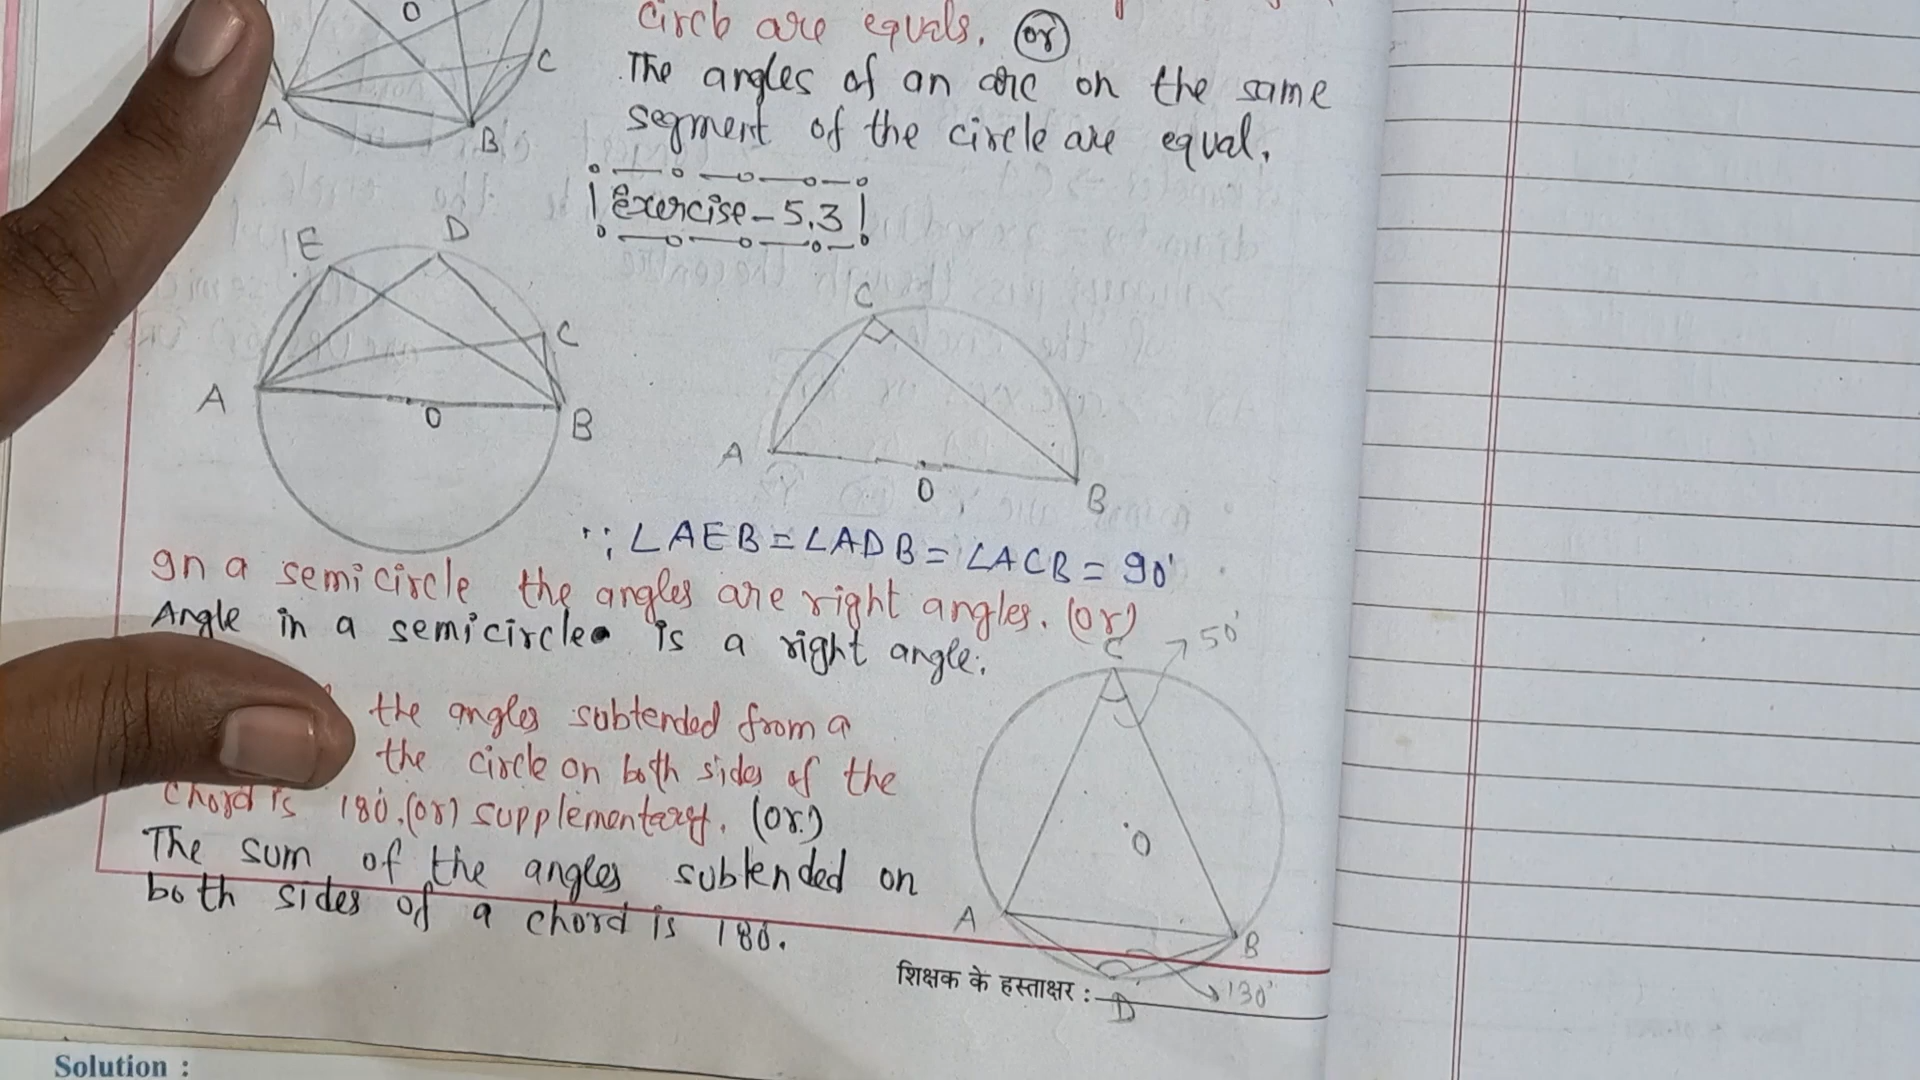 O
C
A
B
circle are equals. (or)
The angles of an arc on the same
segment of the circle are equal.
exercise - 5.3
E
D
C
A
O
B
C
A
O
B
∵ ∠AEB = ∠ADB = ∠ACB = 90°
In a semicircle the angles are right angles. (or)
Angle in a semicircle is a right angle.
the angles subtended from a
the circle on both sides of the
chord is 180°. (or) supplementary. (or)
The sum of the angles subtended on
both sides of a chord is 180°.
C
50°
O
A
B
D
130°
शिक्षक के हस्ताक्षर :
Solution :